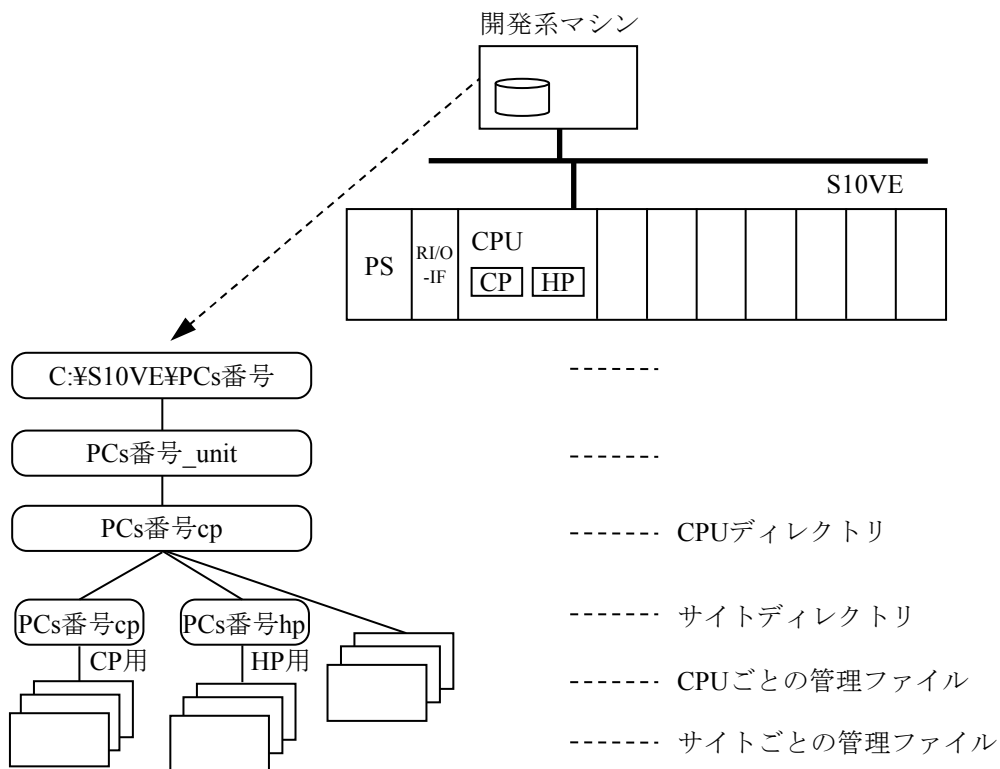 開発系マシン
S10VE
PS
RI/O
-IF
CPU
CP
HP
C:¥S10VE¥PCs番号
PCs番号_unit
PCs番号cp
CPUディレクトリ
PCs番号cp
PCs番号hp
サイトディレクトリ
CP用
HP用
CPUごとの管理ファイル
サイトごとの管理ファイル